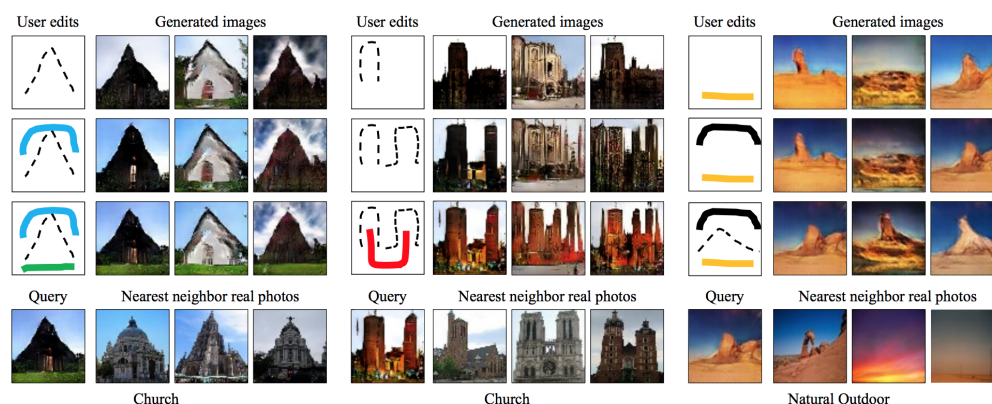 User edits Generated images User edits Generated images User edits Generated images
Query Nearest neighbor real photos Query Nearest neighbor real photos Query Nearest neighbor real photos
Church Church Natural Outdoor